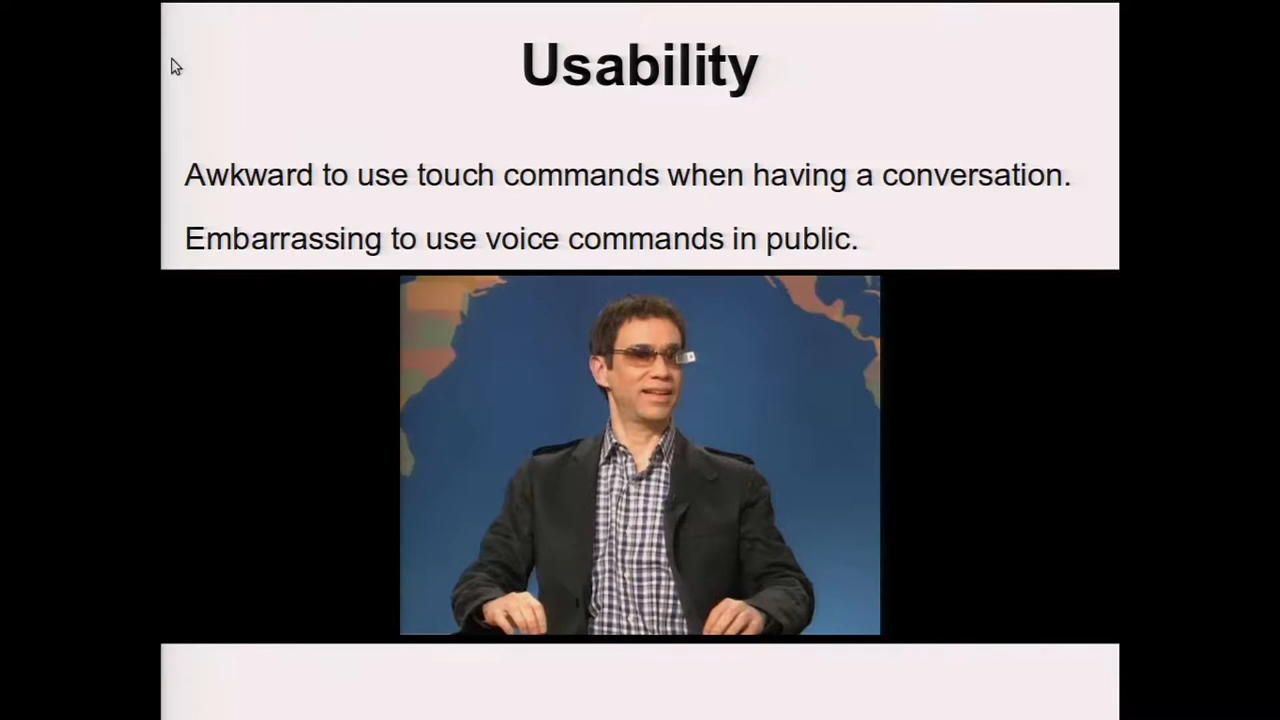 Usability
Awkward to use touch commands when having a conversation.
Embarrassing to use voice commands in public.